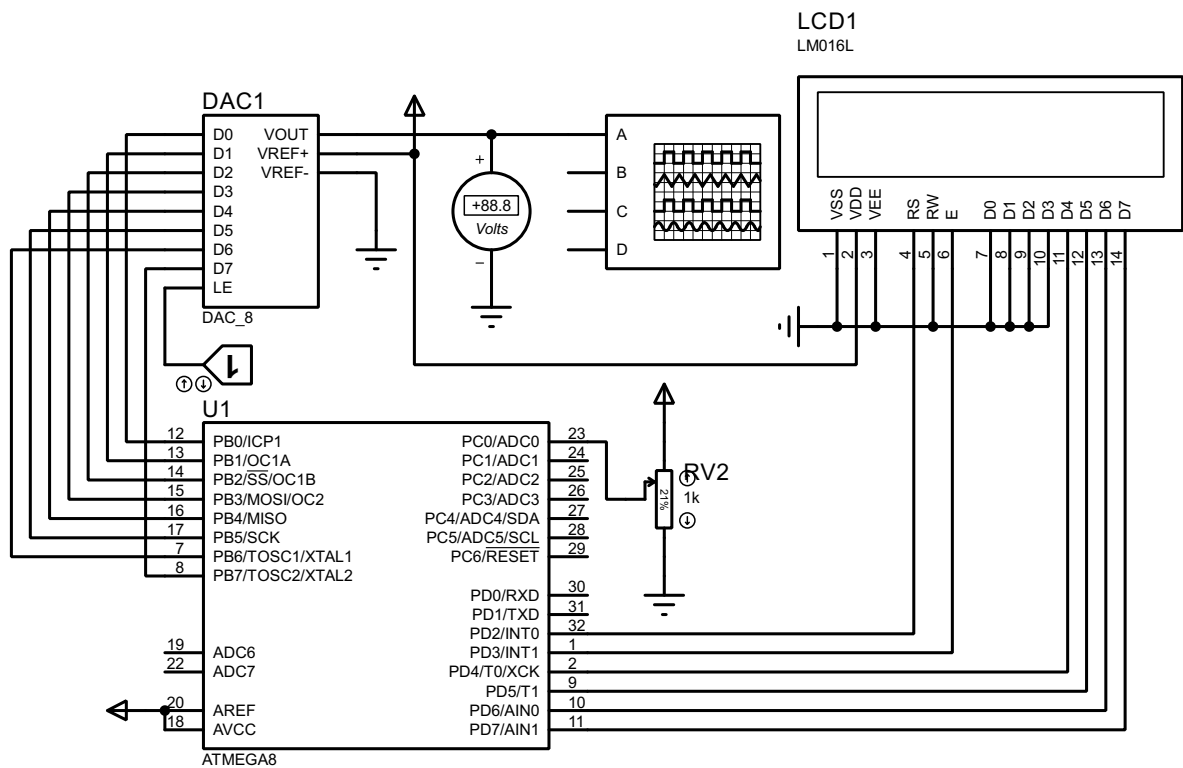 LCD1
LM016L
VSS
VDD
VEE
RS
RW
E
D0
D1
D2
D3
D4
D5
D6
D7
1
2
3
4
5
6
7
8
9
10
11
12
13
14
DAC1
D0 VOUT
D1 VREF+
D2 VREF-
D3
D4
D5
D6
D7
LE
DAC_8
+88.8
Volts
+
−
A
B
C
D
1
U1
12 PB0/ICP1 PC0/ADC0 23
13 PB1/OC1A PC1/ADC1 24
14 PB2/SS/OC1B PC2/ADC2 25
15 PB3/MOSI/OC2 PC3/ADC3 26
16 PB4/MISO PC4/ADC4/SDA 27
17 PB5/SCK PC5/ADC5/SCL 28
7 PB6/TOSC1/XTAL1 PC6/RESET 29
8 PB7/TOSC2/XTAL2
PD0/RXD 30
PD1/TXD 31
PD2/INT0 32
19 ADC6 PD3/INT1 1
22 ADC7 PD4/T0/XCK 2
PD5/T1 9
20 AREF PD6/AIN0 10
18 AVCC PD7/AIN1 11
ATMEGA8
RV2
1k
21%